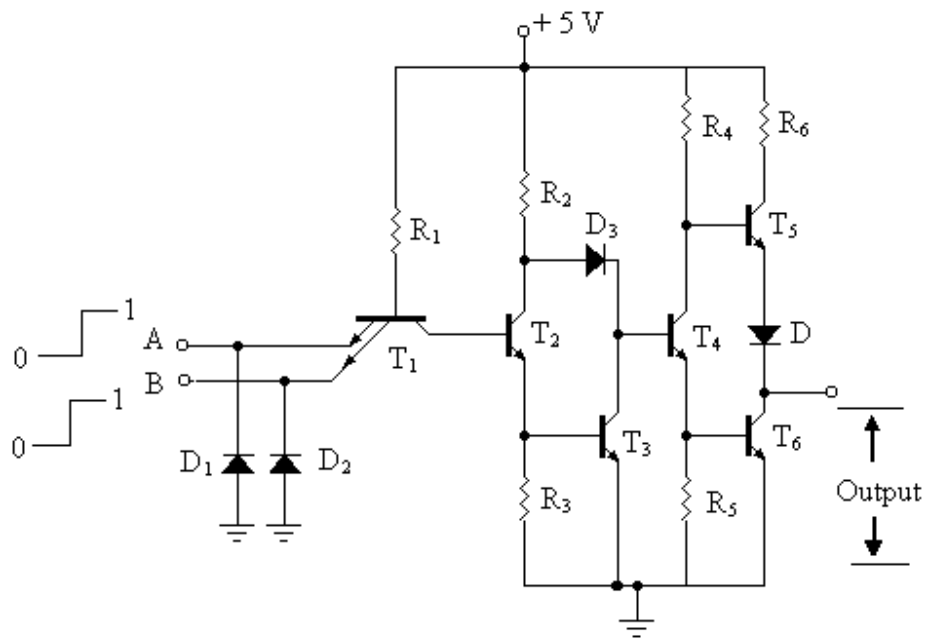 + 5 V
R₄
R₆
R₂
R₁
D₃
T₅
1
A
0
T₁
T₂
T₄
D
B
1
0
D₁
D₂
T₃
T₆
R₃
R₅
Output